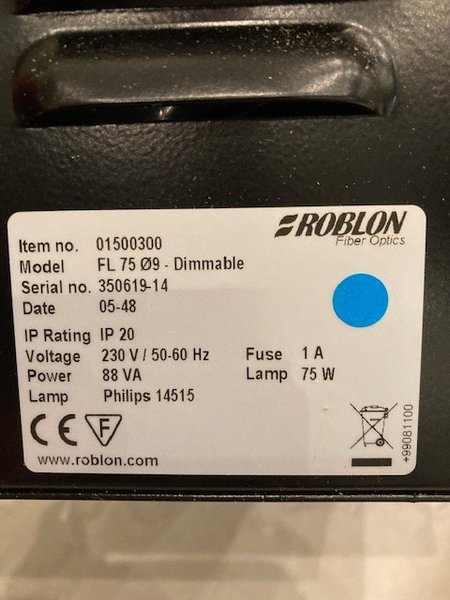 ROBLON
Fiber Optics
Item no. 01500300
Model FL 75 Ø9 - Dimmable
Serial no. 350619-14
Date 05-48
IP Rating IP 20
Voltage 230 V / 50-60 Hz Fuse 1 A
Power 88 VA Lamp 75 W
Lamp Philips 14515
CE F
www.roblon.com
+99081100